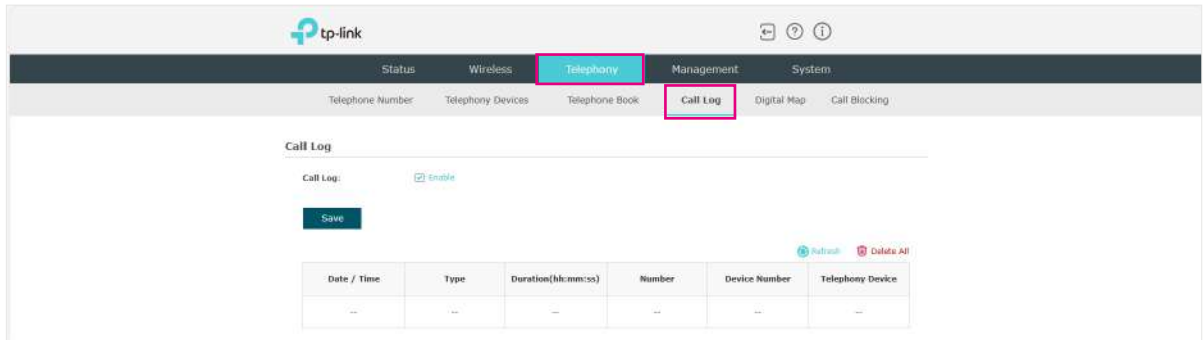 tp-link
Status Wireless Telephony Management System
Telephone Number Telephony Devices Telephone Book Call Log Digital Map Call Blocking
Call Log
Call Log: Enable
Save
Refresh Delete All
Date / Time Type Duration(hh:mm:ss) Number Device Number Telephony Device
-- -- -- -- -- --